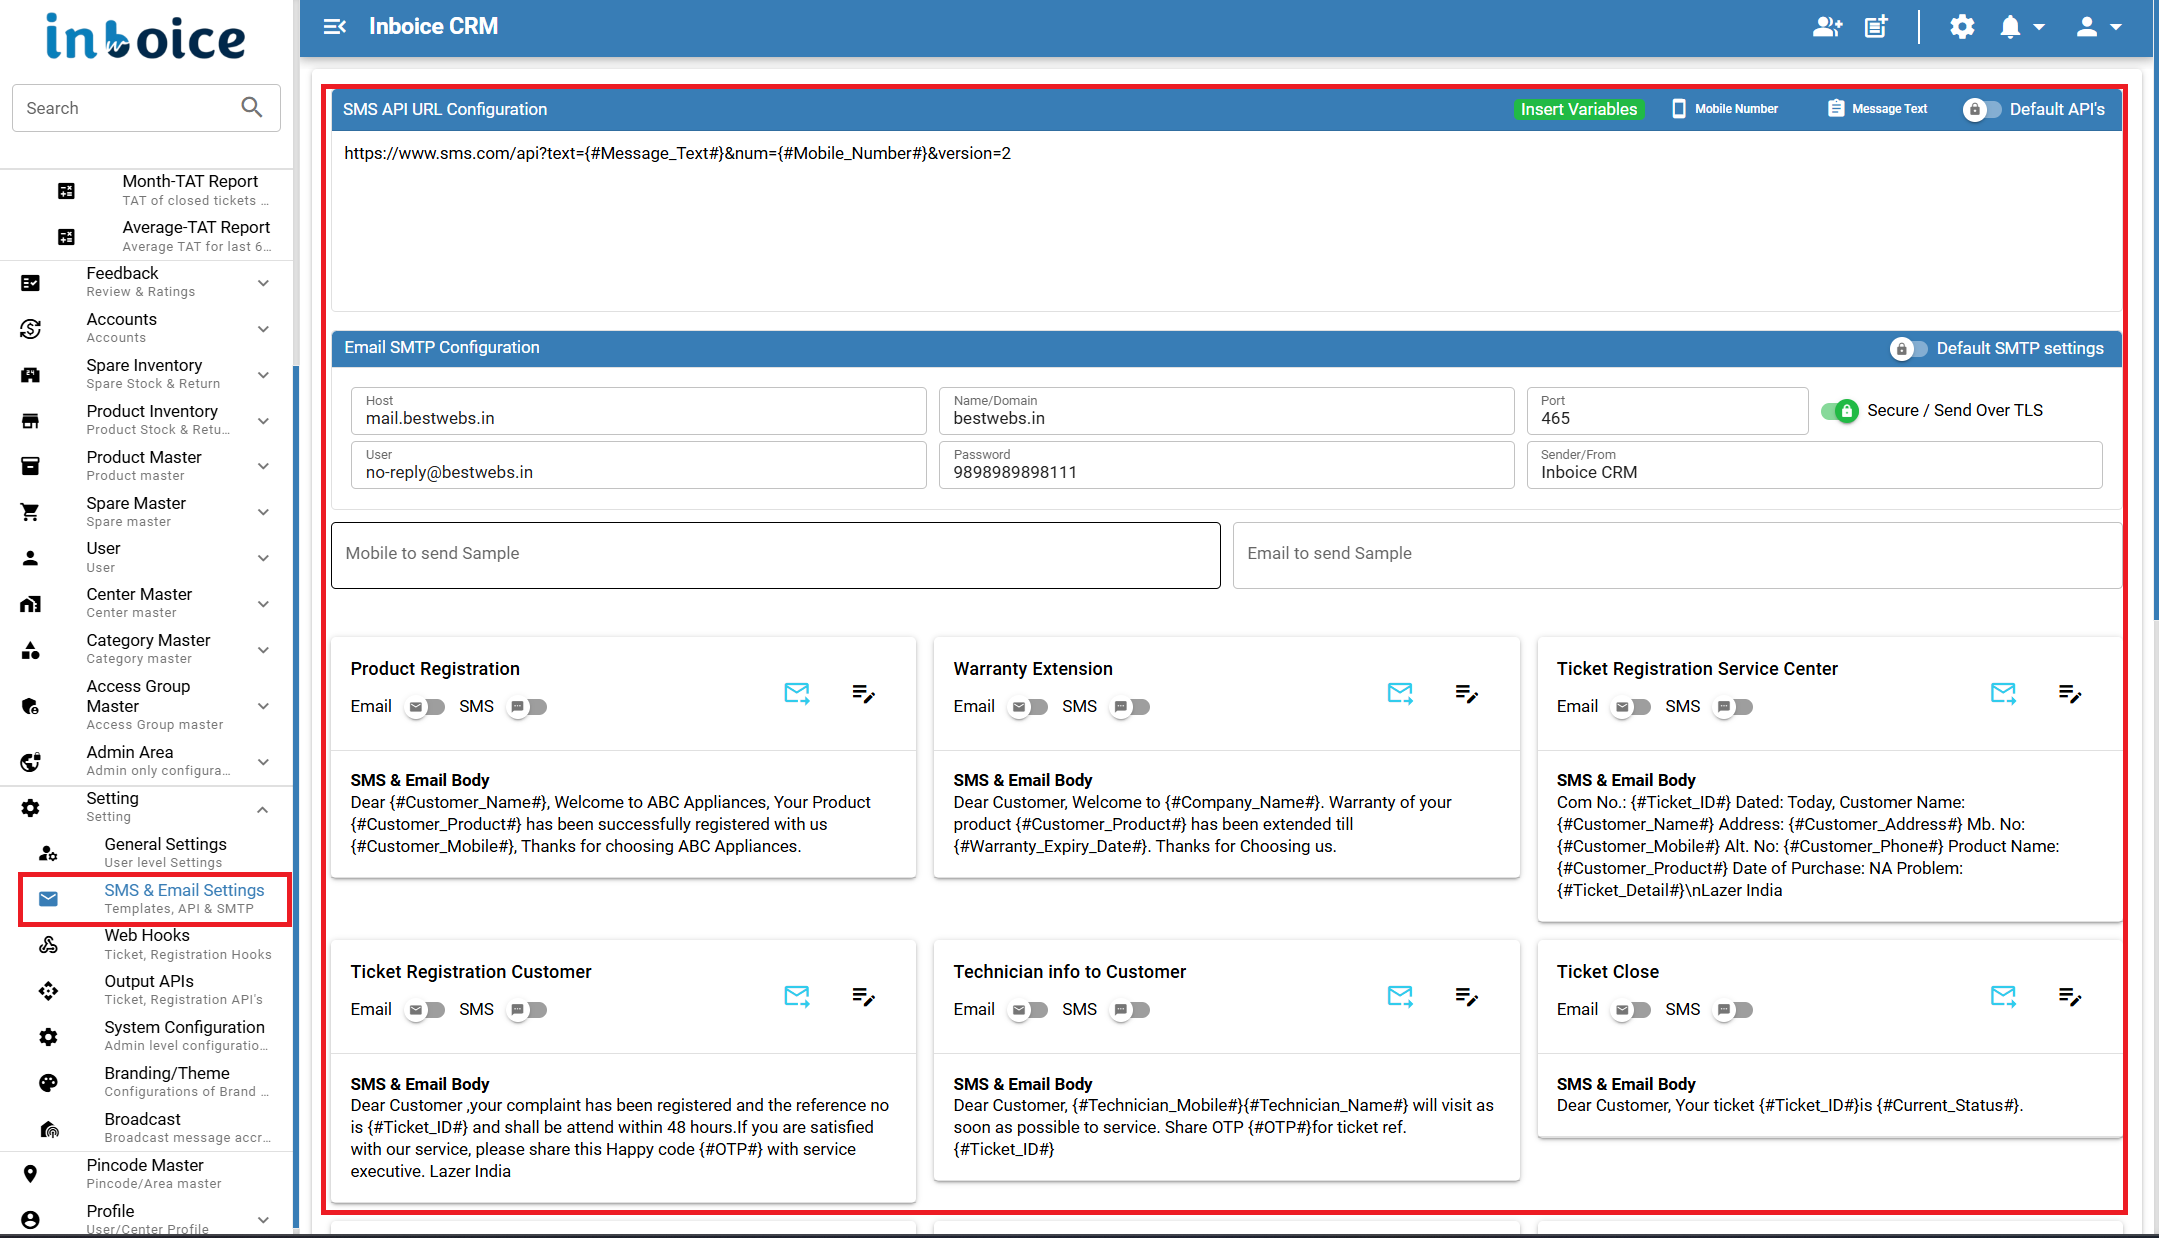 inboice
Inboice CRM
Search
Month-TAT Report
TAT of closed tickets ...
Average-TAT Report
Average TAT for last 6...
Feedback
Review & Ratings
Accounts
Accounts
Spare Inventory
Spare Stock & Return
Product Inventory
Product Stock & Retu...
Product Master
Product master
Spare Master
Spare master
User
User
Center Master
Center master
Category Master
Category master
Access Group
Master
Access Group master
Admin Area
Admin only configura...
Setting
Setting
General Settings
User level Settings
SMS & Email Settings
Templates, API & SMTP
Web Hooks
Ticket, Registration Hooks
Output APIs
Ticket, Registration API's
System Configuration
Admin level configuratio...
Branding/Theme
Configurations of Brand ...
Broadcast
Broadcast message accr...
Pincode Master
Pincode/Area master
Profile
User/Center Profile
SMS API URL Configuration
Insert Variables
Mobile Number
Message Text
Default API's
https://www.sms.com/api?text={#Message_Text#}&num={#Mobile_Number#}&version=2
Email SMTP Configuration
Default SMTP settings
Host
mail.bestwebs.in
Name/Domain
bestwebs.in
Port
465
Secure / Send Over TLS
User
no-reply@bestwebs.in
Password
9898989898111
Sender/From
Inboice CRM
Mobile to send Sample
Email to send Sample
Product Registration
Email SMS
SMS & Email Body
Dear {#Customer_Name#}, Welcome to ABC Appliances, Your Product
{#Customer_Product#} has been successfully registered with us
{#Customer_Mobile#}, Thanks for choosing ABC Appliances.
Warranty Extension
Email SMS
SMS & Email Body
Dear Customer, Welcome to {#Company_Name#}. Warranty of your
product {#Customer_Product#} has been extended till
{#Warranty_Expiry_Date#}. Thanks for Choosing us.
Ticket Registration Service Center
Email SMS
SMS & Email Body
Com No.: {#Ticket_ID#} Dated: Today, Customer Name:
{#Customer_Name#} Address: {#Customer_Address#} Mb. No:
{#Customer_Mobile#} Alt. No: {#Customer_Phone#} Product Name:
{#Customer_Product#} Date of Purchase: NA Problem:
{#Ticket_Detail#}\nLazer India
Ticket Registration Customer
Email SMS
SMS & Email Body
Dear Customer ,your complaint has been registered and the reference no
is {#Ticket_ID#} and shall be attend within 48 hours.If you are satisfied
with our service, please share this Happy code {#OTP#} with service
executive. Lazer India
Technician info to Customer
Email SMS
SMS & Email Body
Dear Customer, {#Technician_Mobile#}{#Technician_Name#} will visit as
soon as possible to service. Share OTP {#OTP#}for ticket ref.
{#Ticket_ID#}
Ticket Close
Email SMS
SMS & Email Body
Dear Customer, Your ticket {#Ticket_ID#}is {#Current_Status#}.